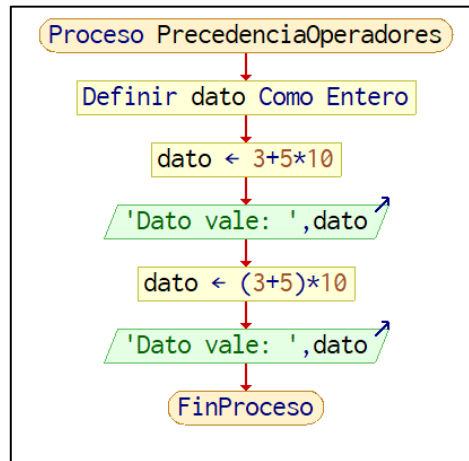 Proceso PrecedenciaOperadores
Definir dato Como Entero
dato ← 3+5*10
'Dato vale: ',dato
dato ← (3+5)*10
'Dato vale: ',dato
FinProceso